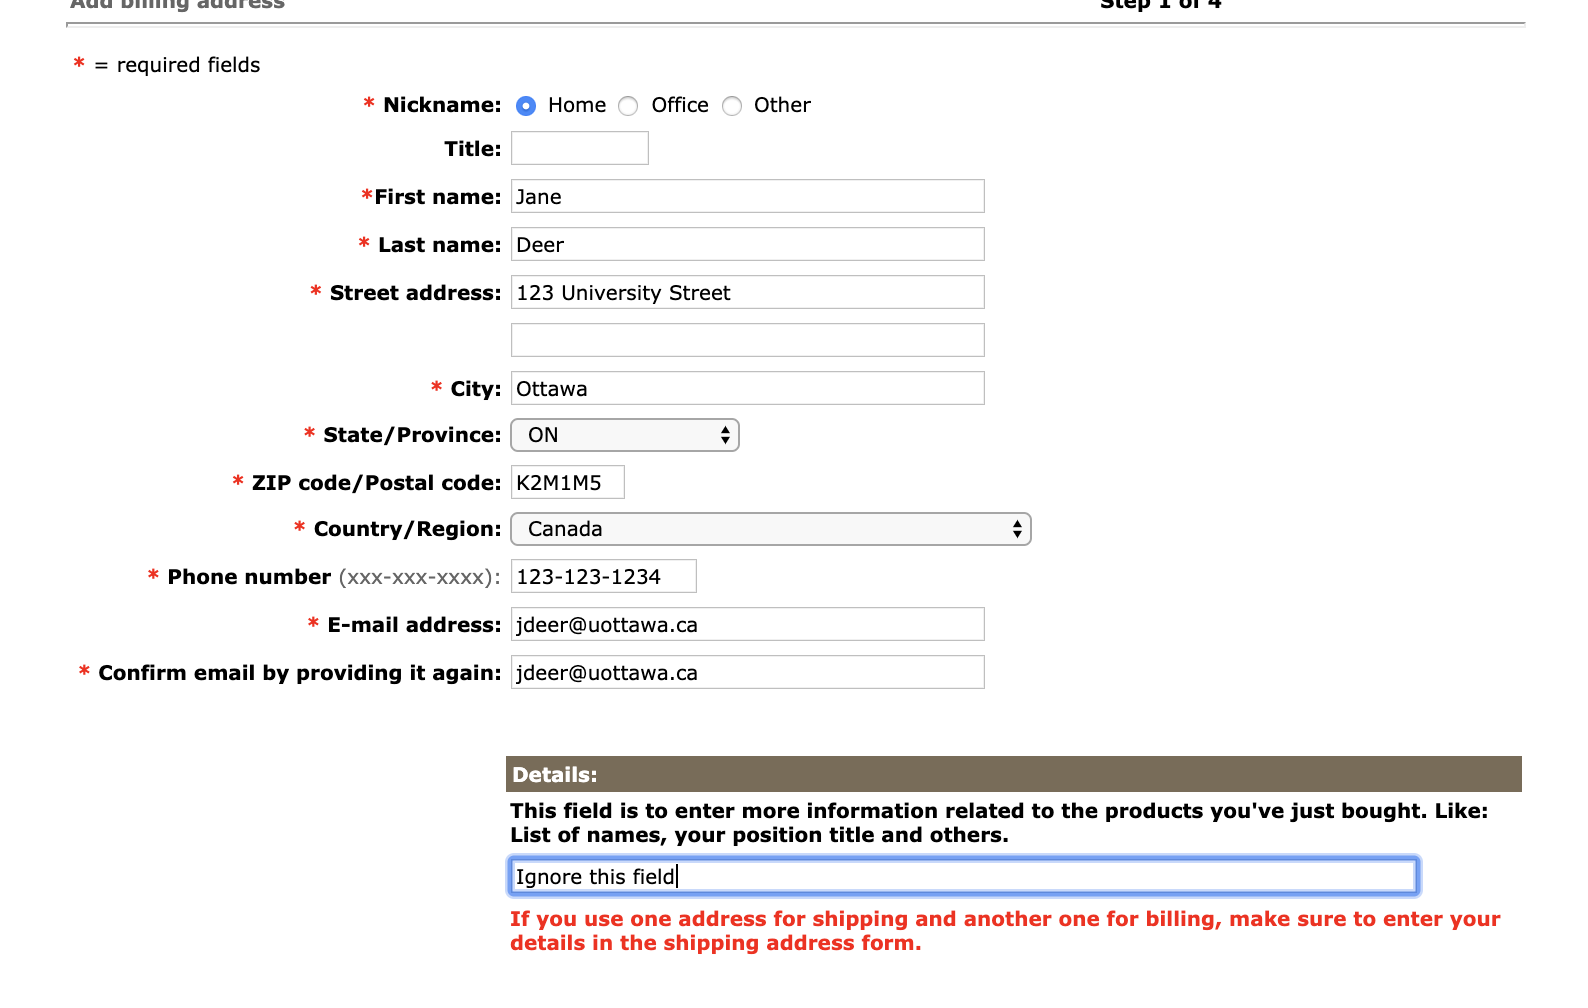 Add billing address Step 1 of 4
* = required fields
* Nickname: Home Office Other
Title:
*First name: Jane
* Last name: Deer
* Street address: 123 University Street
* City: Ottawa
* State/Province: ON
* ZIP code/Postal code: K2M1M5
* Country/Region: Canada
* Phone number (xxx-xxx-xxxx): 123-123-1234
* E-mail address: jdeer@uottawa.ca
* Confirm email by providing it again: jdeer@uottawa.ca
Details:
This field is to enter more information related to the products you've just bought. Like:
List of names, your position title and others.
Ignore this field
If you use one address for shipping and another one for billing, make sure to enter your
details in the shipping address form.